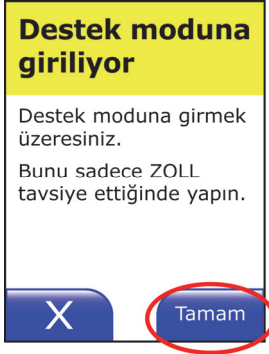 Destek moduna
giriliyor
Destek moduna girmek
üzeresiniz.
Bunu sadece ZOLL
tavsiye ettiğinde yapın.
X
Tamam